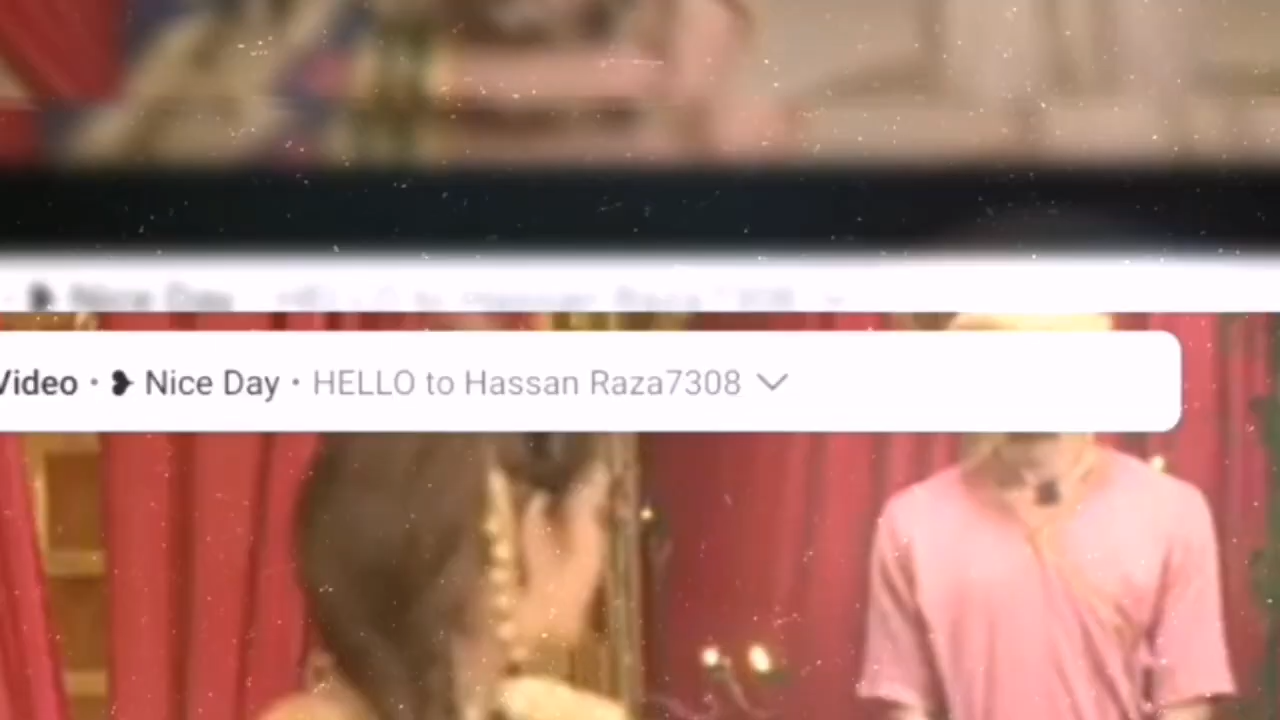 Video • ❥ Nice Day • HELLO to Hassan Raza7308